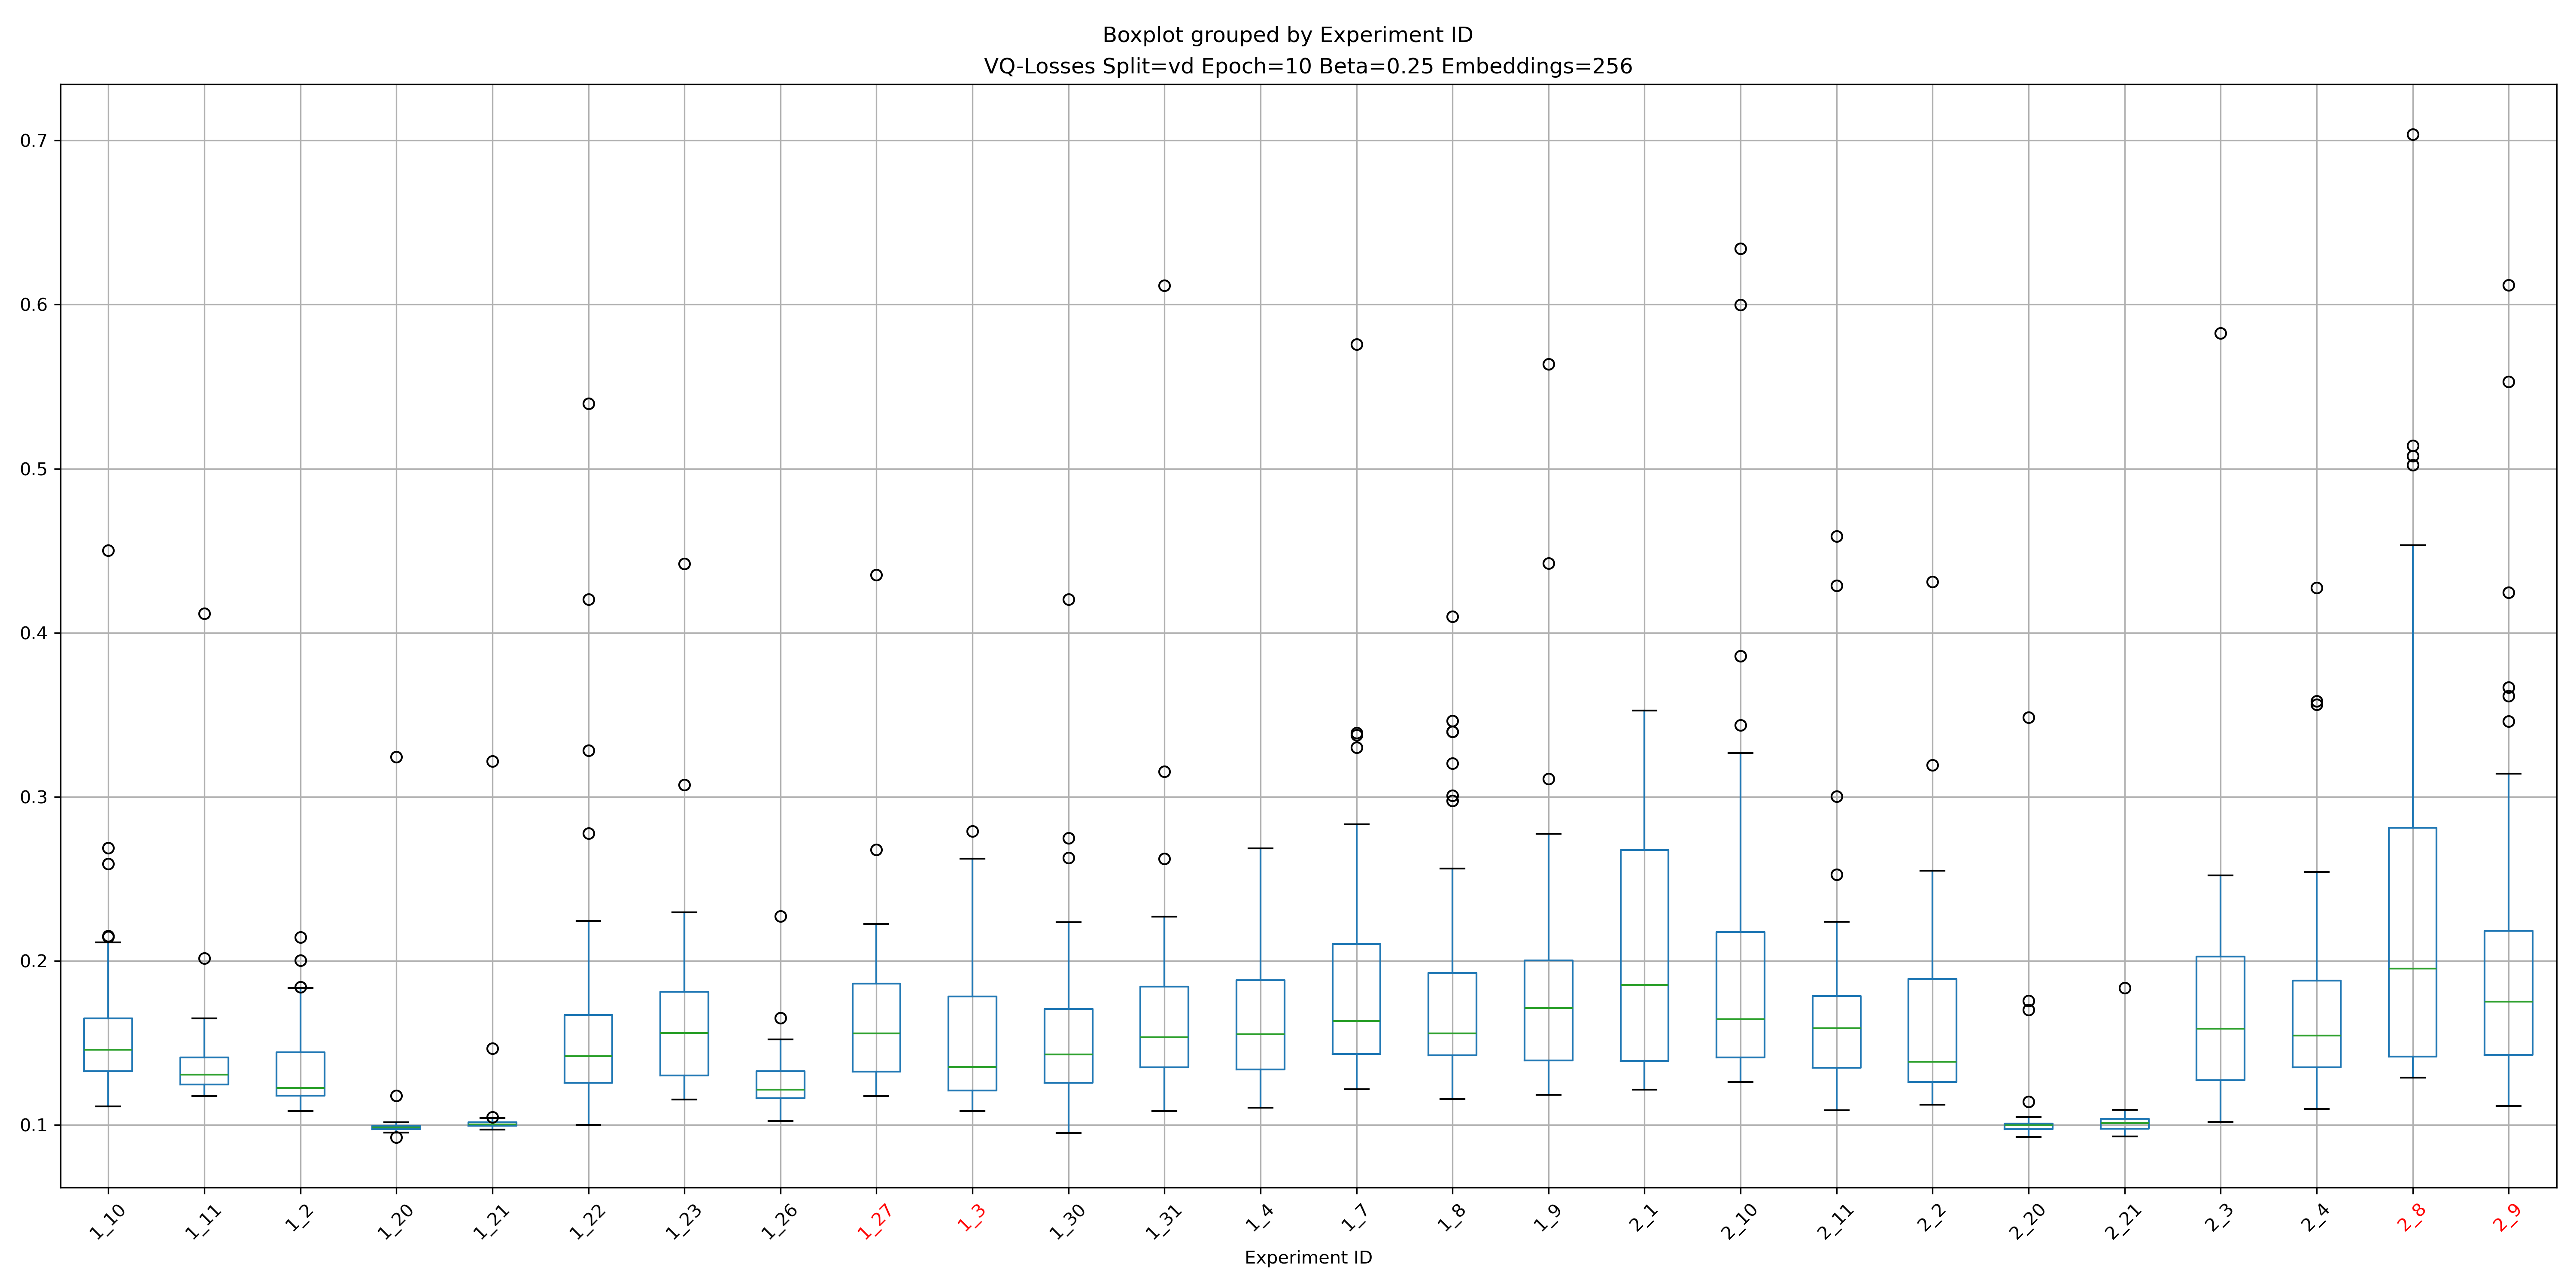 Boxplot grouped by Experiment ID
VQ-Losses Split=vd Epoch=10 Beta=0.25 Embeddings=256
0.7
0.6
0.5
0.4
0.3
0.2
0.1
1_10 1_11 1_2 1_20 1_21 1_22 1_23 1_26 1_27 1_3 1_30 1_31 1_4 1_7 1_8 1_9 2_1 2_10 2_11 2_2 2_20 2_21 2_3 2_4 2_8 2_9
Experiment ID